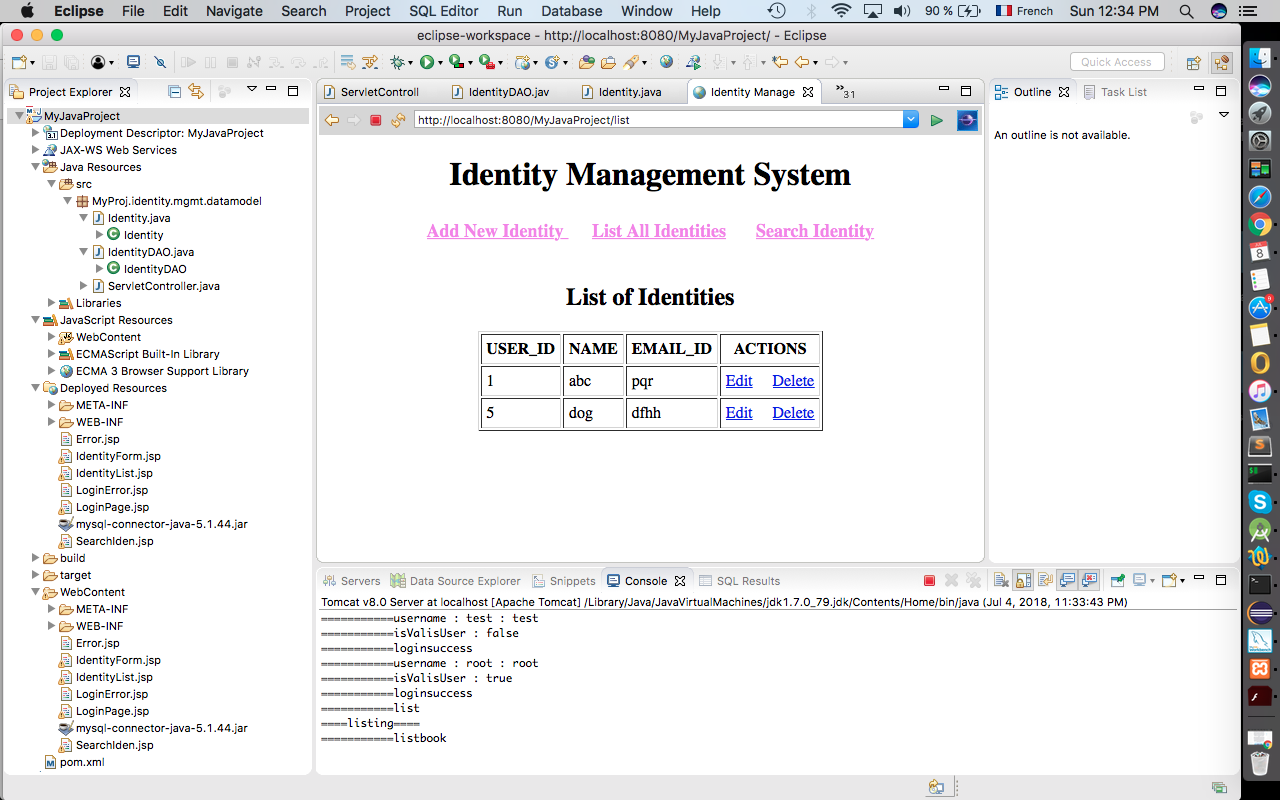 Eclipse File Edit Navigate Search Project SQL Editor Run Database Window Help 90 % French Sun 12:34 PM
eclipse-workspace - http://localhost:8080/MyJavaProject/ - Eclipse
Quick Access
Project Explorer
MyJavaProject
Deployment Descriptor: MyJavaProject
JAX-WS Web Services
Java Resources
src
MyProj.identity.mgmt.datamodel
Identity.java
Identity
IdentityDAO.java
IdentityDAO
ServletController.java
Libraries
JavaScript Resources
WebContent
ECMAScript Built-In Library
ECMA 3 Browser Support Library
Deployed Resources
META-INF
WEB-INF
Error.jsp
IdentityForm.jsp
IdentityList.jsp
LoginError.jsp
LoginPage.jsp
mysql-connector-java-5.1.44.jar
SearchIden.jsp
build
target
WebContent
META-INF
WEB-INF
Error.jsp
IdentityForm.jsp
IdentityList.jsp
LoginError.jsp
LoginPage.jsp
mysql-connector-java-5.1.44.jar
SearchIden.jsp
pom.xml
ServletControll IdentityDAO.jav Identity.java Identity Manage »31
http://localhost:8080/MyJavaProject/list
Identity Management System
Add New Identity List All Identities Search Identity
List of Identities
USER_ID NAME EMAIL_ID ACTIONS
1 abc pqr Edit Delete
5 dog dfhh Edit Delete
Outline Task List
An outline is not available.
Servers Data Source Explorer Snippets Console SQL Results
Tomcat v8.0 Server at localhost [Apache Tomcat] /Library/Java/JavaVirtualMachines/jdk1.7.0_79.jdk/Contents/Home/bin/java (Jul 4, 2018, 11:33:43 PM)
===========username : test : test
===========isValisUser : false
===========loginsuccess
===========username : root : root
===========isValisUser : true
===========loginsuccess
===========list
====listing====
===========listbook